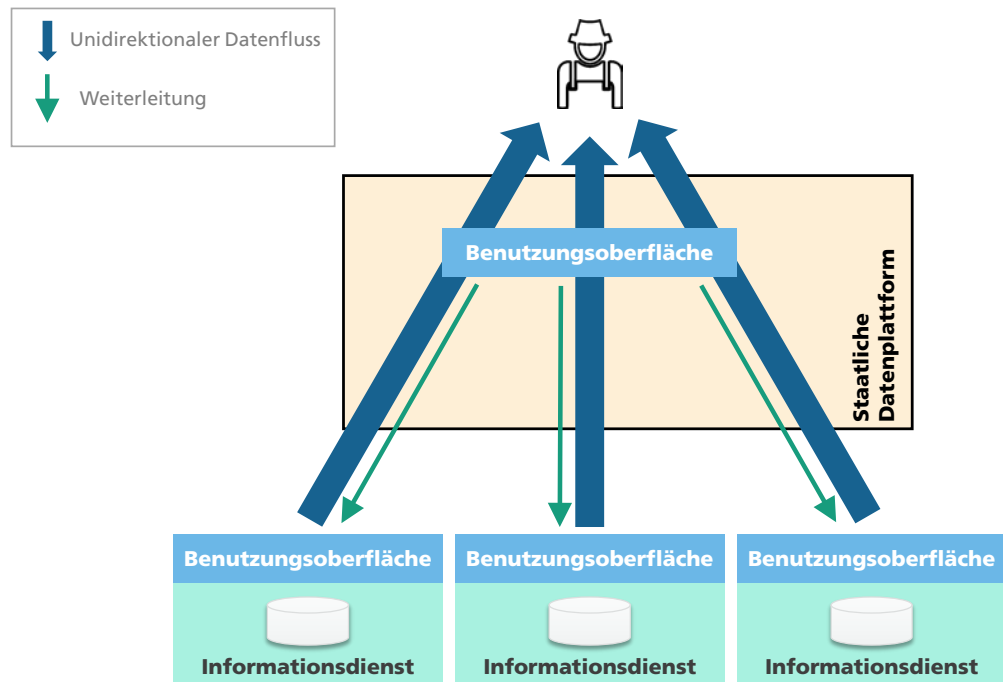 Unidirektionaler Datenfluss
Weiterleitung
Benutzungsoberfläche
Staatliche
Datenplattform
Benutzungsoberfläche
Benutzungsoberfläche
Benutzungsoberfläche
Informationsdienst
Informationsdienst
Informationsdienst